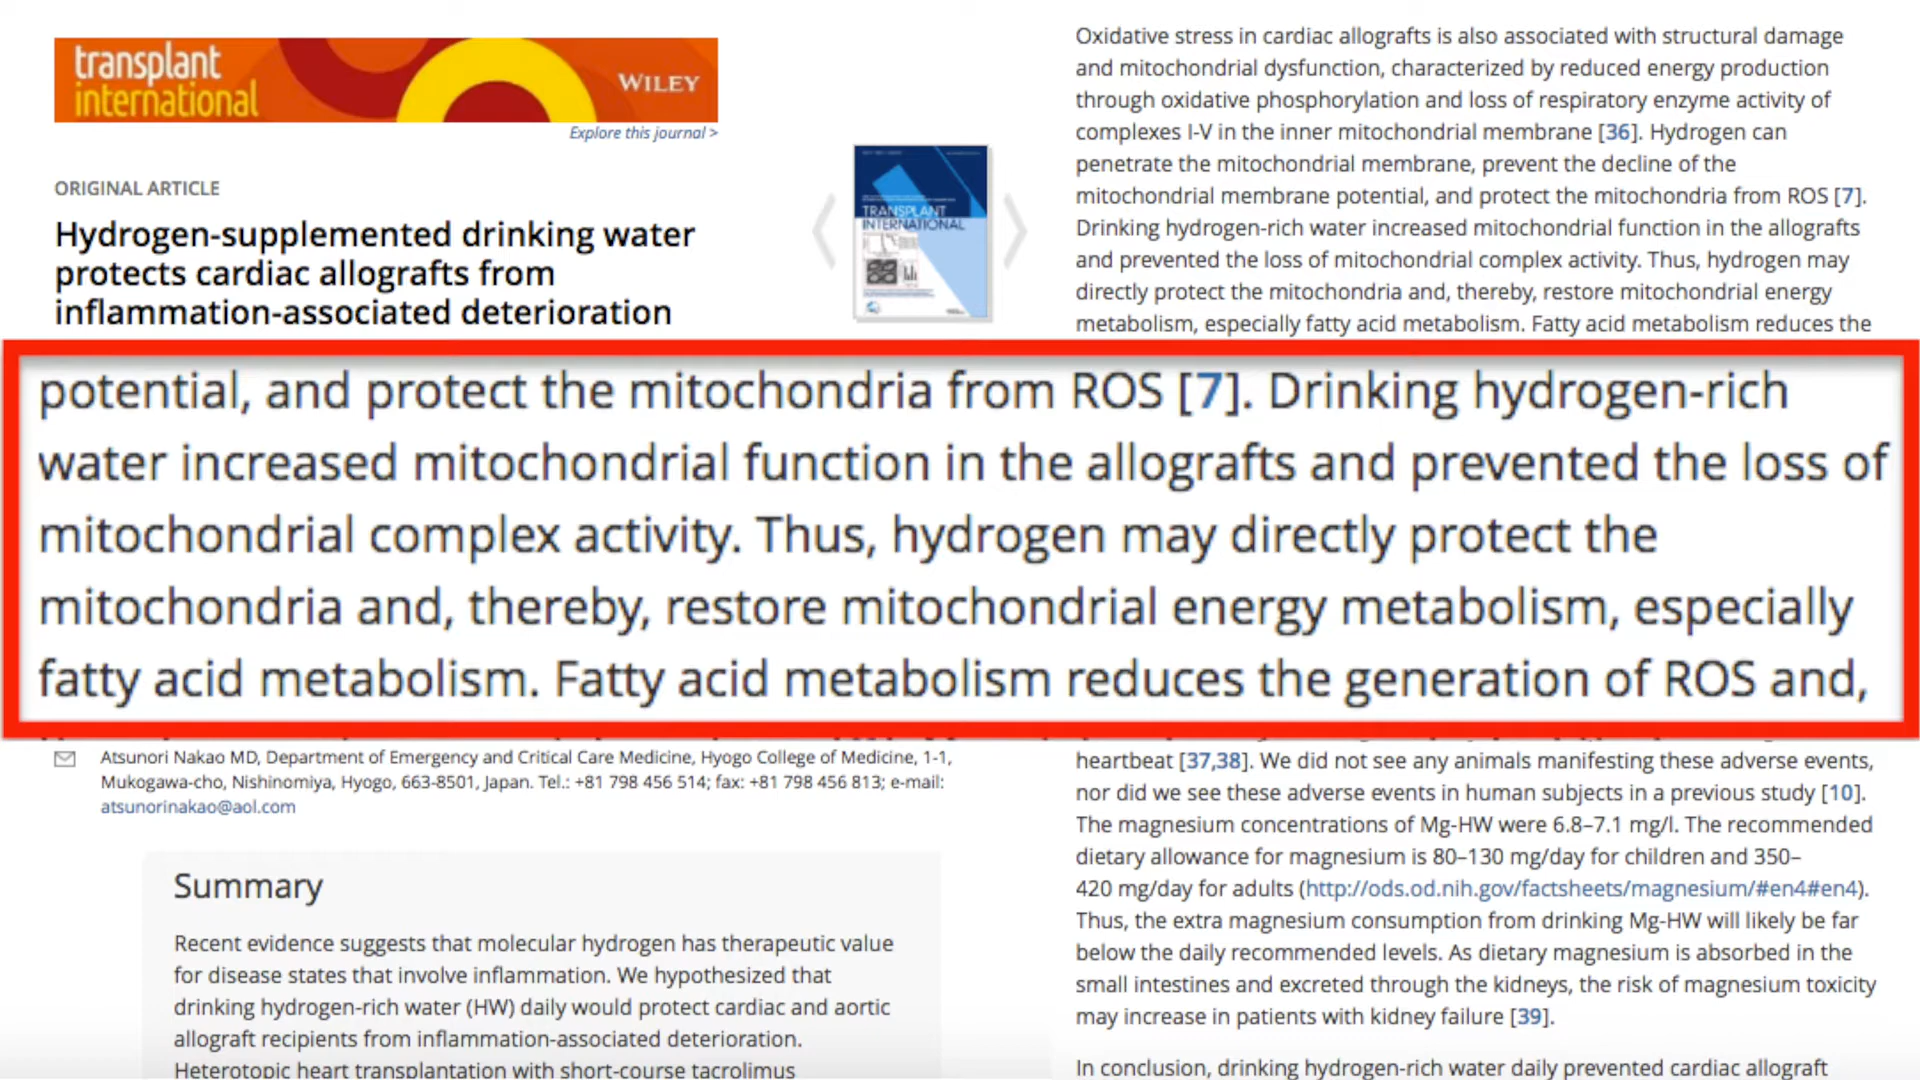 transplant
international
WILEY
Explore this journal >
ORIGINAL ARTICLE
Hydrogen-supplemented drinking water
protects cardiac allografts from
inflammation-associated deterioration
TRANSPLANT
INTERNATIONAL
Oxidative stress in cardiac allografts is also associated with structural damage
and mitochondrial dysfunction, characterized by reduced energy production
through oxidative phosphorylation and loss of respiratory enzyme activity of
complexes I-V in the inner mitochondrial membrane [36]. Hydrogen can
penetrate the mitochondrial membrane, prevent the decline of the
mitochondrial membrane potential, and protect the mitochondria from ROS [7].
Drinking hydrogen-rich water increased mitochondrial function in the allografts
and prevented the loss of mitochondrial complex activity. Thus, hydrogen may
directly protect the mitochondria and, thereby, restore mitochondrial energy
metabolism, especially fatty acid metabolism. Fatty acid metabolism reduces the
potential, and protect the mitochondria from ROS [7]. Drinking hydrogen-rich
water increased mitochondrial function in the allografts and prevented the loss of
mitochondrial complex activity. Thus, hydrogen may directly protect the
mitochondria and, thereby, restore mitochondrial energy metabolism, especially
fatty acid metabolism. Fatty acid metabolism reduces the generation of ROS and,
Atsunori Nakao MD, Department of Emergency and Critical Care Medicine, Hyogo College of Medicine, 1-1,
Mukogawa-cho, Nishinomiya, Hyogo, 663-8501, Japan. Tel.: +81 798 456 514; fax: +81 798 456 813; e-mail:
atsunorinakao@aol.com
Summary
Recent evidence suggests that molecular hydrogen has therapeutic value
for disease states that involve inflammation. We hypothesized that
drinking hydrogen-rich water (HW) daily would protect cardiac and aortic
allograft recipients from inflammation-associated deterioration.
Heterotopic heart transplantation with short-course tacrolimus
heartbeat [37,38]. We did not see any animals manifesting these adverse events,
nor did we see these adverse events in human subjects in a previous study [10].
The magnesium concentrations of Mg-HW were 6.8–7.1 mg/l. The recommended
dietary allowance for magnesium is 80–130 mg/day for children and 350–
420 mg/day for adults (http://ods.od.nih.gov/factsheets/magnesium/#en4#en4).
Thus, the extra magnesium consumption from drinking Mg-HW will likely be far
below the daily recommended levels. As dietary magnesium is absorbed in the
small intestines and excreted through the kidneys, the risk of magnesium toxicity
may increase in patients with kidney failure [39].
In conclusion, drinking hydrogen-rich water daily prevented cardiac allograft